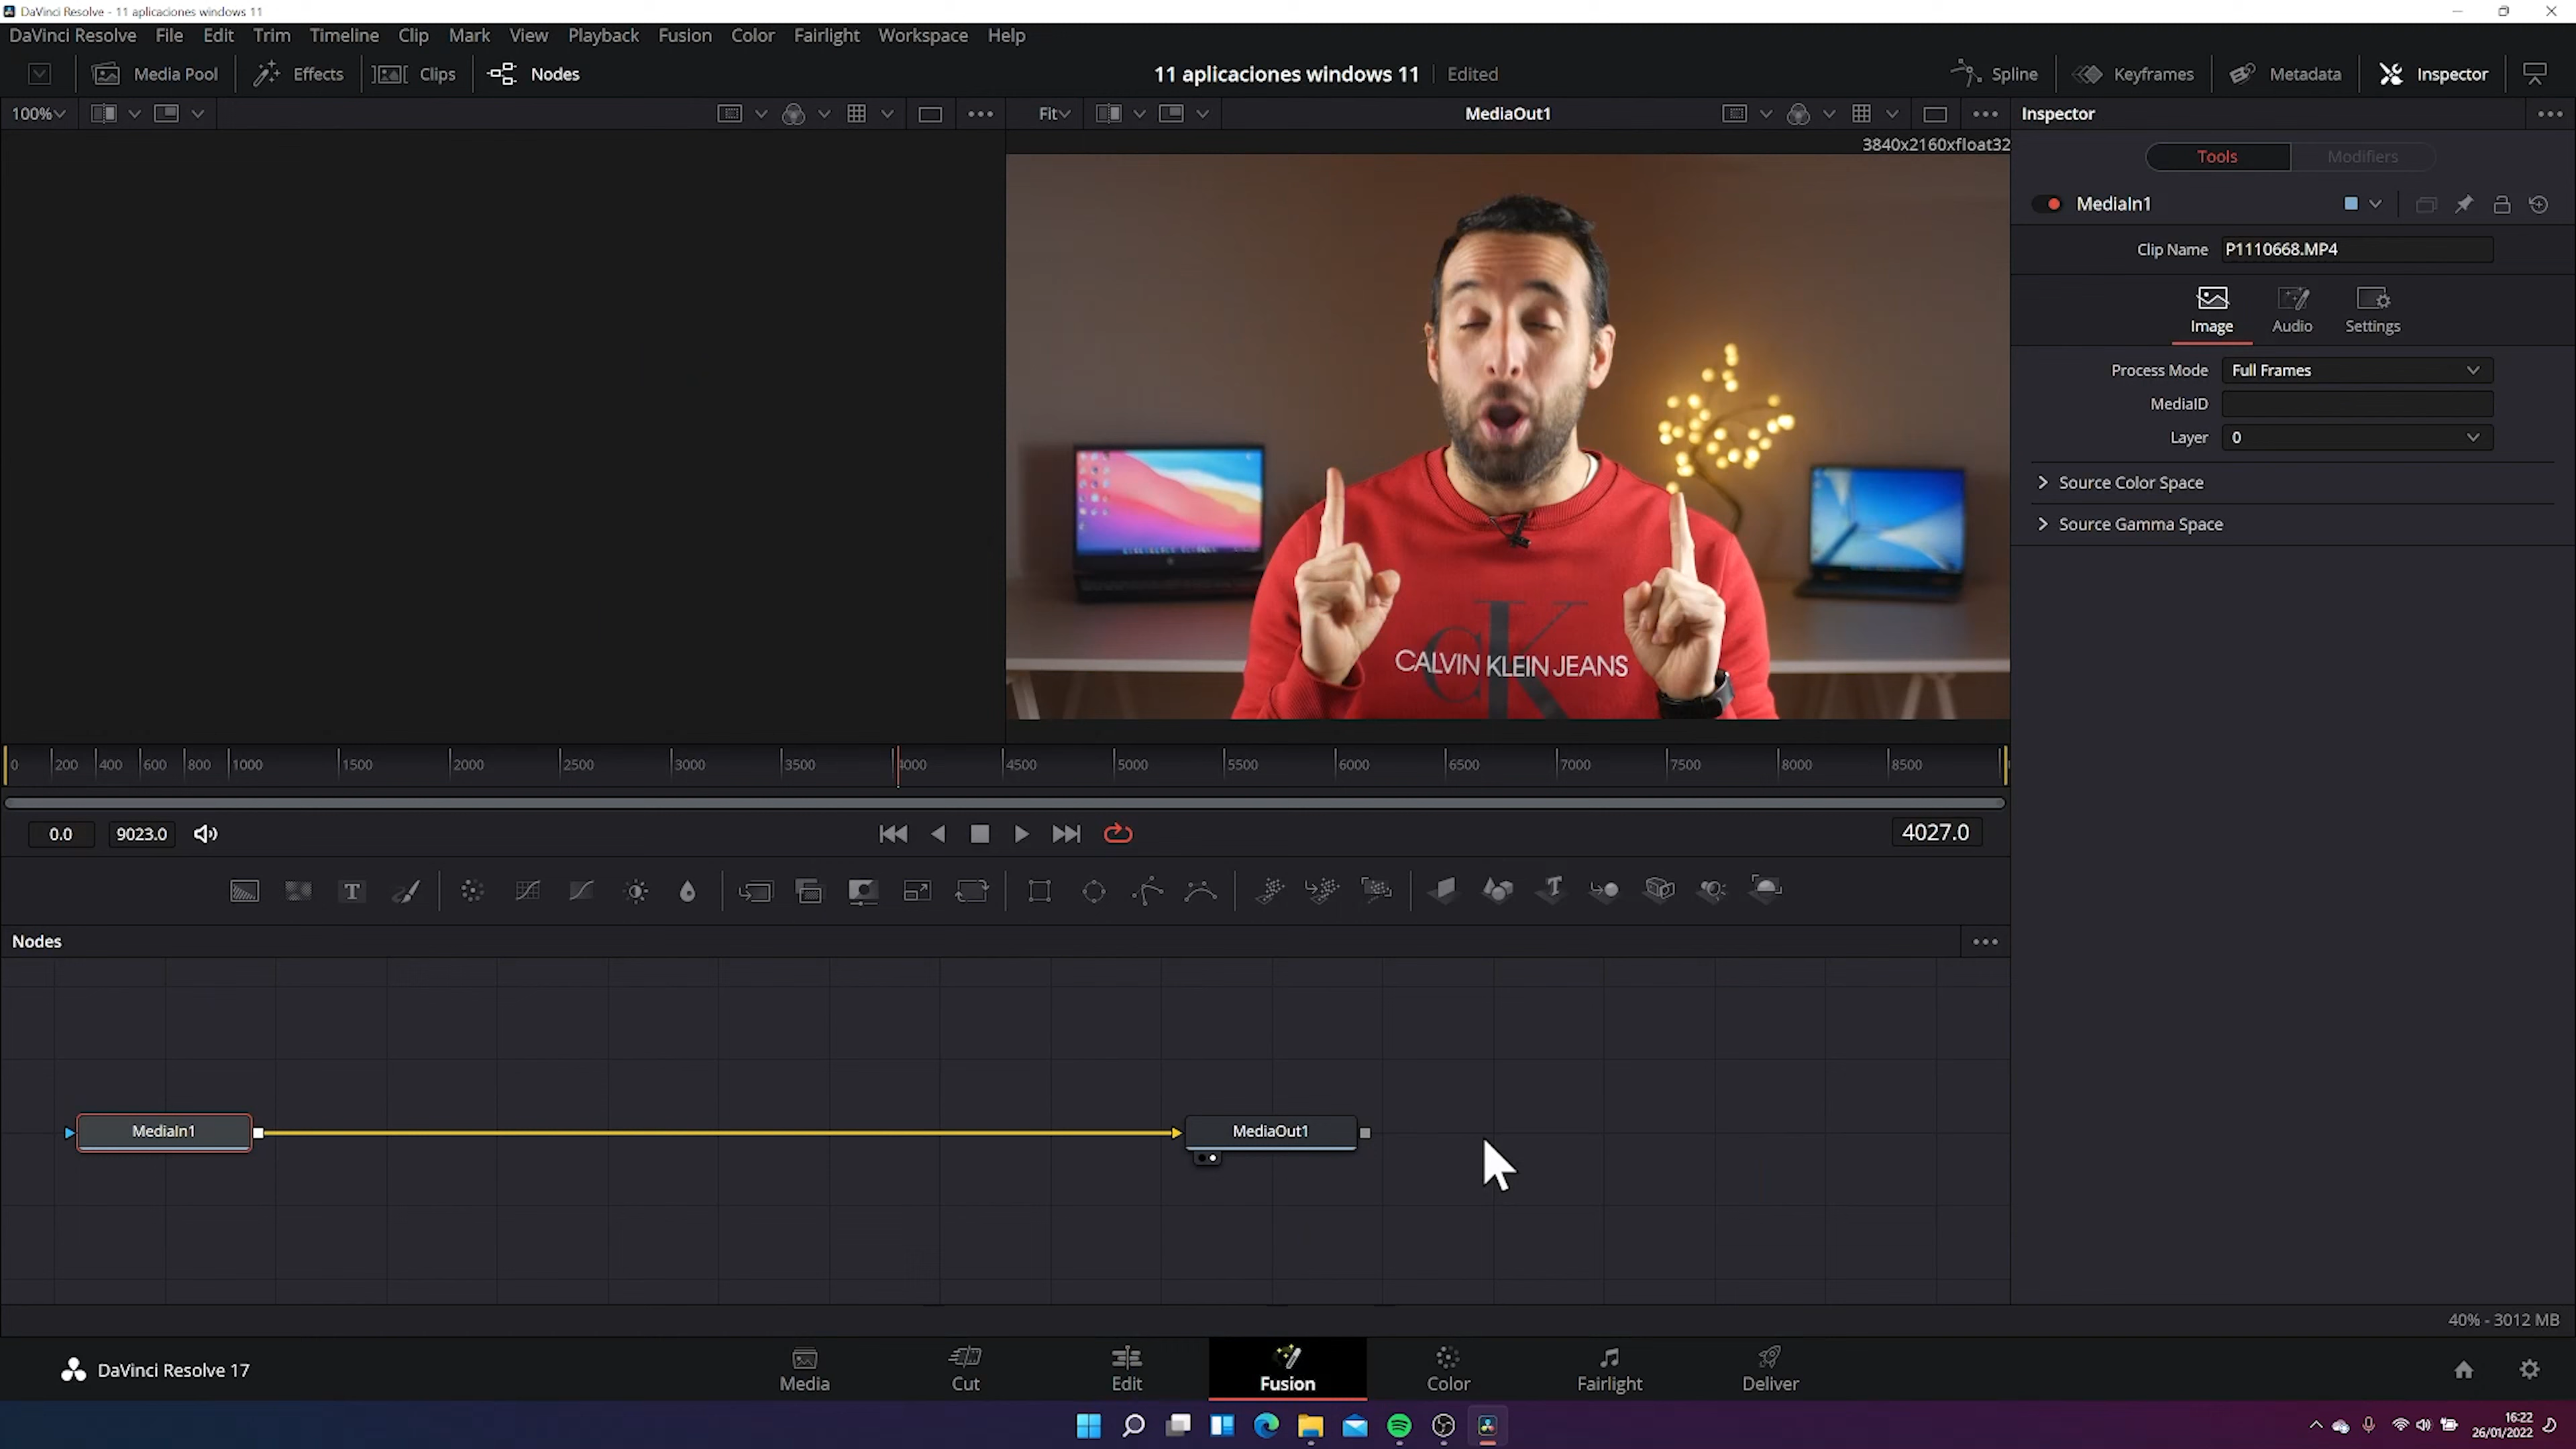 DaVinci Resolve - 11 aplicaciones windows 11
DaVinci Resolve File Edit Trim Timeline Clip Mark View Playback Fusion Color Fairlight Workspace Help
Media Pool Effects Clips Nodes 11 aplicaciones windows 11 Edited Spline Keyframes Metadata Inspector
100% Fit MediaOut1 Inspector
3840x2160xfloat32
Tools Modifiers
MediaIn1
Clip Name P1110668.MP4
Image Audio Settings
Process Mode Full Frames
MediaID
Layer 0
Source Color Space
Source Gamma Space
CK
CALVIN KLEIN JEANS
0 200 400 600 800 1000 1500 2000 2500 3000 3500 4000 4500 5000 5500 6000 6500 7000 7500 8000 8500
0.0 9023.0 4027.0
T T
Nodes
MediaIn1 MediaOut1
40% - 3012 MB
DaVinci Resolve 17 Media Cut Edit Fusion Color Fairlight Deliver
16:22
26/01/2022